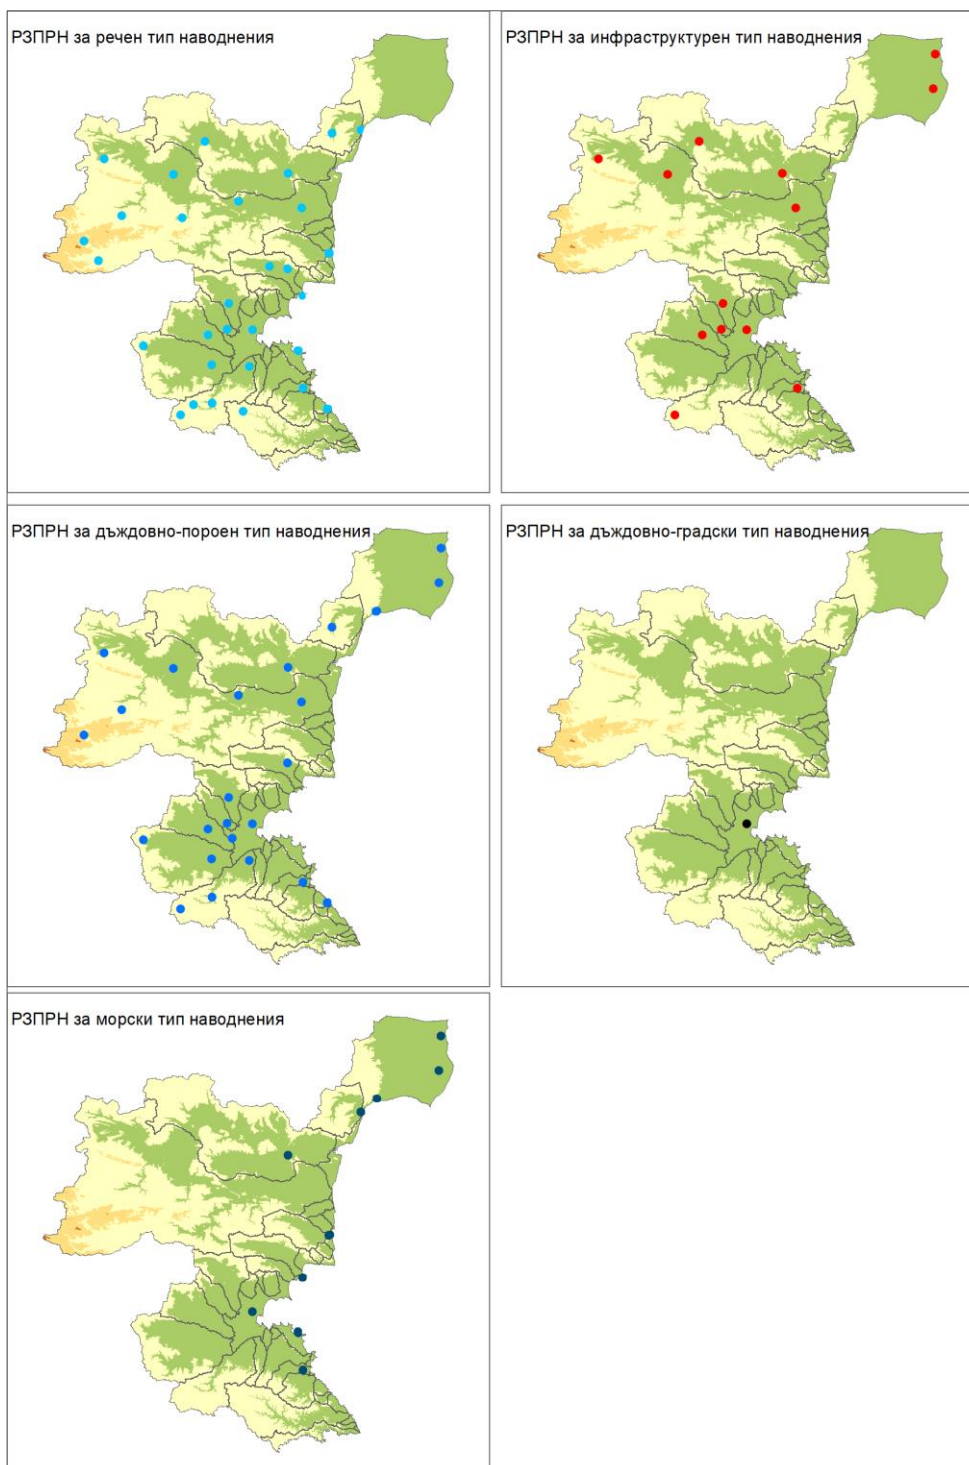 РЗПРН за речен тип наводнения
РЗПРН за инфраструктурен тип наводнения
РЗПРН за дъждовно-пороен тип наводнения
РЗПРН за дъждовно-градски тип наводнения
РЗПРН за морски тип наводнения